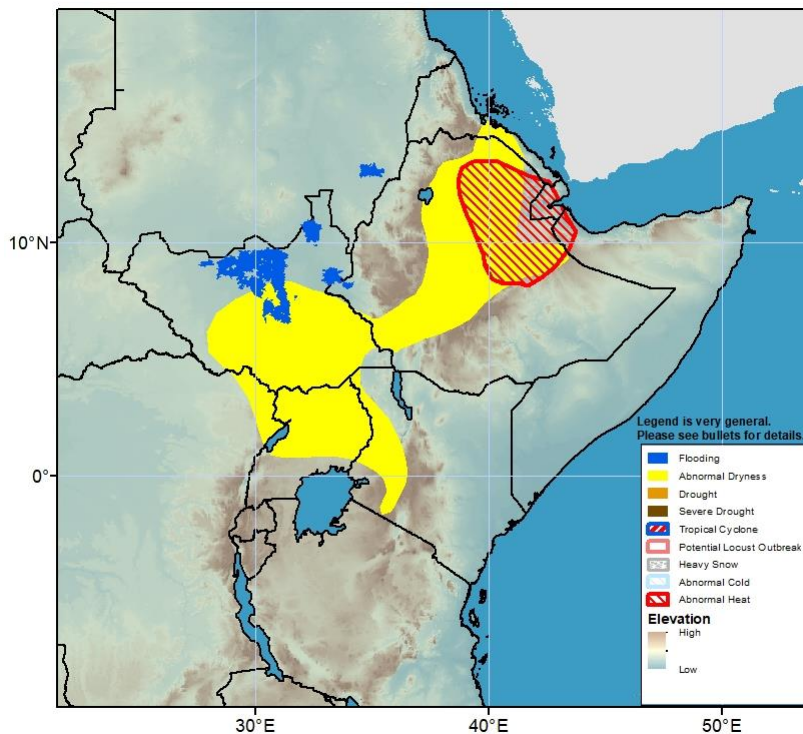 10°N
0°
Legend is very general.
Please see bullets for details.
Flooding
Abnormal Dryness
Drought
Severe Drought
Tropical Cyclone
Potential Locust Outbreak
Heavy Snow
Abnormal Cold
Abnormal Heat
Elevation
High
Low
30°E
40°E
50°E